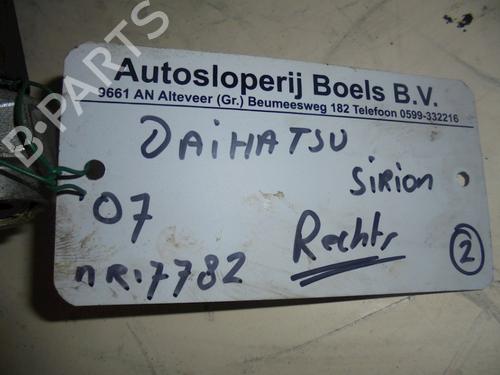 B-PARTS
Autosloperij Boels B.V.
9661 AN Alteveer (Gr.) Beumeesweg 182 Telefoon 0599-332216
DAIHATSU
SIRION
07
Rechts
nR:7782
2